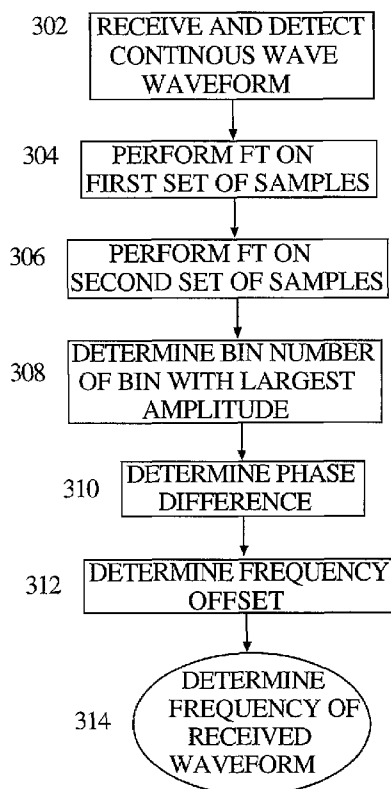 302
RECEIVE AND DETECT
CONTINOUS WAVE
WAVEFORM
304
PERFORM FT ON
FIRST SET OF SAMPLES
306
PERFORM FT ON
SECOND SET OF SAMPLES
308
DETERMINE BIN NUMBER
OF BIN WITH LARGEST
AMPLITUDE
310
DETERMINE PHASE
DIFFERENCE
312
DETERMINE FREQUENCY
OFFSET
314
DETERMINE
FREQUENCY OF
RECEIVED
WAVEFORM